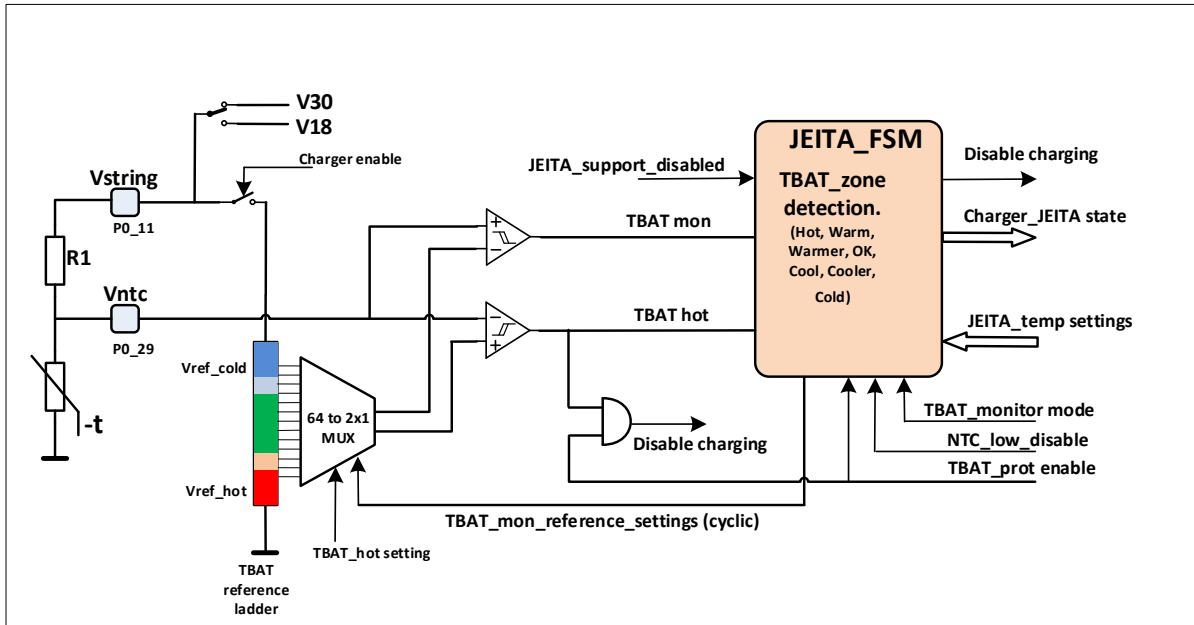 V30
V18
Charger enable
Vstring
P0_11
R1
Vntc
P0_29
-t
Vref_cold
Vref_hot
64 to 2x1
MUX
TBAT
reference
ladder
TBAT_hot setting
TBAT_mon_reference_settings (cyclic)
+
−
TBAT mon
−
+
TBAT hot
Disable charging
JEITA_support_disabled
JEITA_FSM
TBAT_zone
detection.
(Hot, Warm,
Warmer, OK,
Cool, Cooler,
Cold)
Disable charging
Charger_JEITA state
JEITA_temp settings
TBAT_monitor mode
NTC_low_disable
TBAT_prot enable